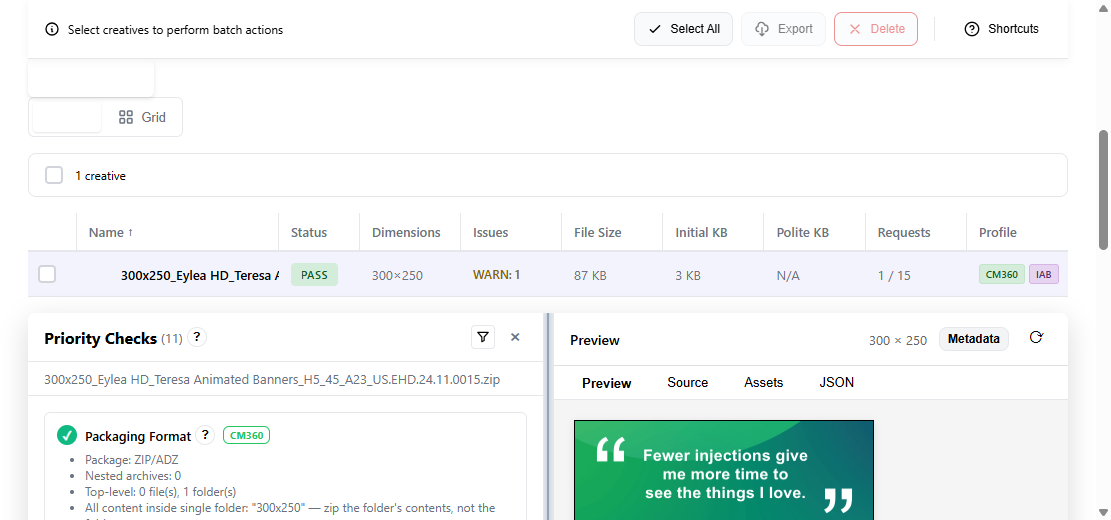 Select creatives to perform batch actions
Select All
Export
Delete
Shortcuts
Grid
1 creative
Name ↑
Status
Dimensions
Issues
File Size
Initial KB
Polite KB
Requests
Profile
300x250_Eylea HD_Teresa A
PASS
300×250
WARN: 1
87 KB
3 KB
N/A
1 / 15
CM360
IAB
Priority Checks (11) ?
300x250_Eylea HD_Teresa Animated Banners_H5_45_A23_US.EHD.24.11.0015.zip
Packaging Format ? CM360
• Package: ZIP/ADZ
• Nested archives: 0
• Top-level: 0 file(s), 1 folder(s)
• All content inside single folder: "300x250" — zip the folder's contents, not the
Preview
300 × 250
Metadata
Preview
Source
Assets
JSON
“Fewer injections give
me more time to
see the things I love.”